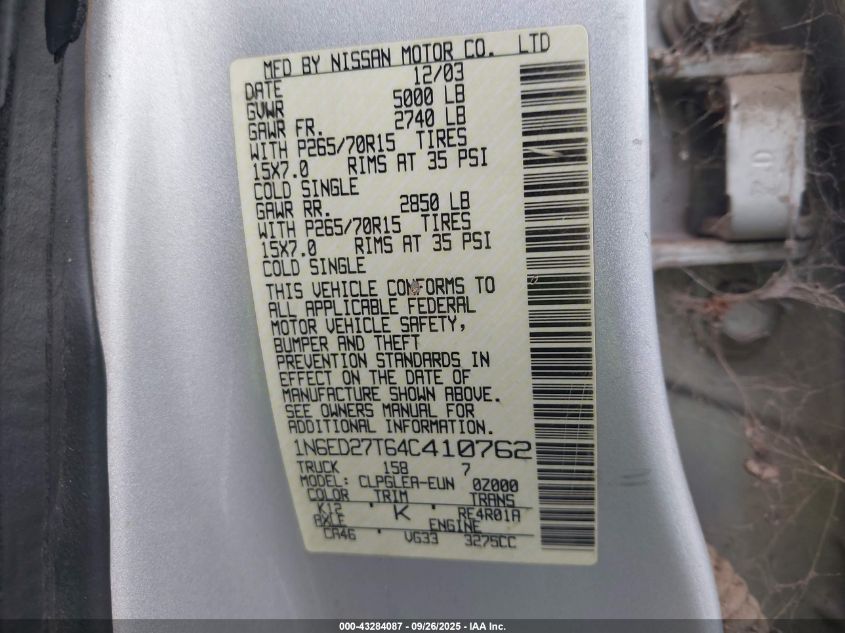 MFD BY NISSAN MOTOR CO. LTD
DATE 12/03
GVWR 5000 LB
GAWR FR. 2740 LB
WITH P265/70R15 TIRES
15X7.0 RIMS AT 35 PSI
COLD SINGLE
GAWR RR. 2850 LB
WITH P265/70R15 TIRES
15X7.0 RIMS AT 35 PSI
COLD SINGLE
THIS VEHICLE CONFORMS TO
ALL APPLICABLE FEDERAL
MOTOR VEHICLE SAFETY,
BUMPER AND THEFT
PREVENTION STANDARDS IN
EFFECT ON THE DATE OF
MANUFACTURE SHOWN ABOVE.
SEE OWNERS MANUAL FOR
ADDITIONAL INFORMATION.
1N6ED27T64C410762
TRUCK 158 7
MODEL: CLPGLEA-EUN 0Z000
COLOR TRIM TRANS
K12 K RE4R01A
AXLE ENGINE
CA46 VG33 3275CC
000-43284087 - 09/26/2025 - IAA Inc.